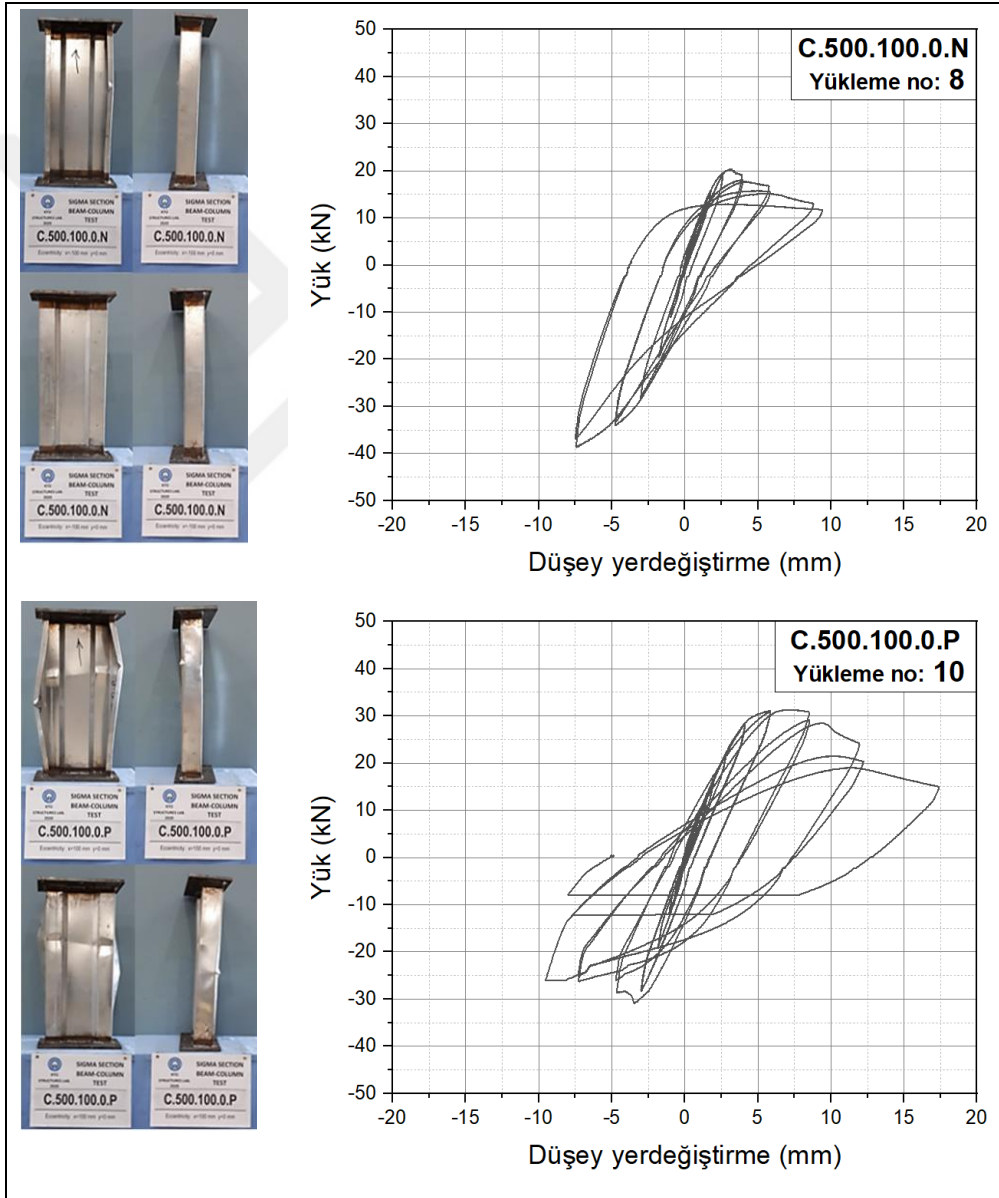 SIGMA SECTION
BEAM-COLUMN
TEST
C.500.100.0.N
SIGMA SECTION
BEAM-COLUMN
TEST
C.500.100.0.N
SIGMA SECTION
BEAM-COLUMN
TEST
C.500.100.0.N
SIGMA SECTION
BEAM-COLUMN
TEST
C.500.100.0.N
C.500.100.0.N
Yükleme no: 8
Yük (kN)
50
40
30
20
10
0
-10
-20
-30
-40
-50
-20 -15 -10 -5 0 5 10 15 20
Düşey yerdeğiştirme (mm)
SIGMA SECTION
BEAM-COLUMN
TEST
C.500.100.0.P
SIGMA SECTION
BEAM-COLUMN
TEST
C.500.100.0.P
SIGMA SECTION
BEAM-COLUMN
TEST
C.500.100.0.P
SIGMA SECTION
BEAM-COLUMN
TEST
C.500.100.0.P
C.500.100.0.P
Yükleme no: 10
Yük (kN)
50
40
30
20
10
0
-10
-20
-30
-40
-50
-20 -15 -10 -5 0 5 10 15 20
Düşey yerdeğiştirme (mm)